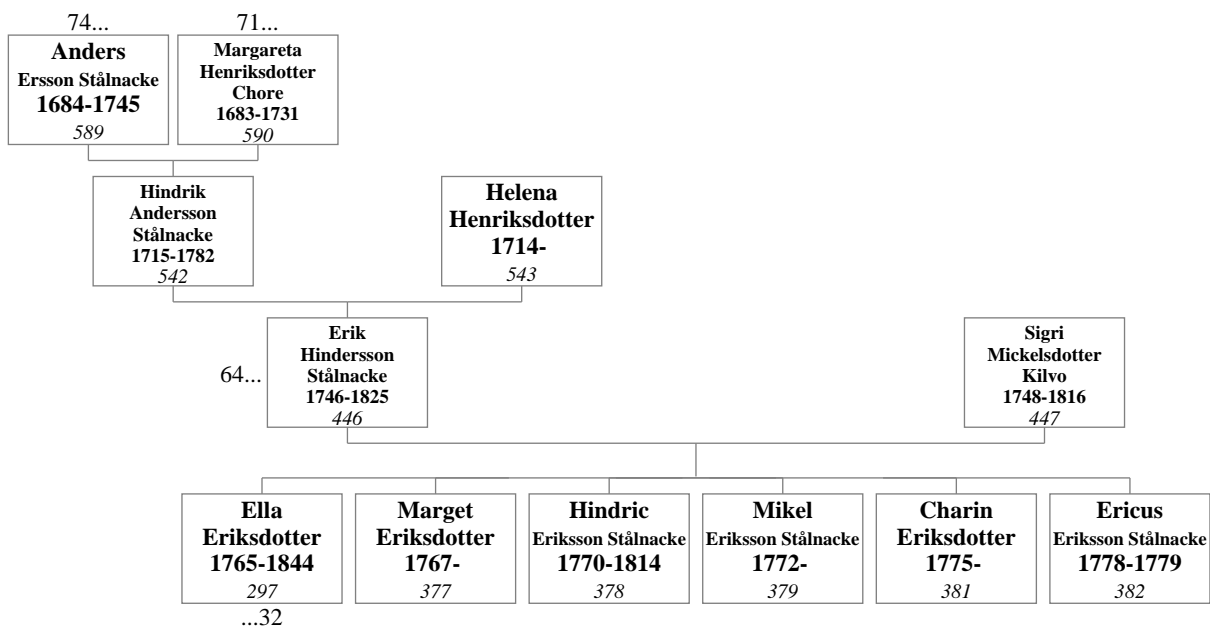 74...
71...
Anders
Ersson Stålnacke
1684-1745
589
Margareta
Henriksdotter
Chore
1683-1731
590
Hindrik
Andersson
Stålnacke
1715-1782
542
Helena
Henriksdotter
1714-
543
64...
Erik
Hindersson
Stålnacke
1746-1825
446
Sigri
Mickelsdotter
Kilvo
1748-1816
447
Ella
Eriksdotter
1765-1844
297
...32
Marget
Eriksdotter
1767-
377
Hindric
Eriksson Stålnacke
1770-1814
378
Mikel
Eriksson Stålnacke
1772-
379
Charin
Eriksdotter
1775-
381
Ericus
Eriksson Stålnacke
1778-1779
382